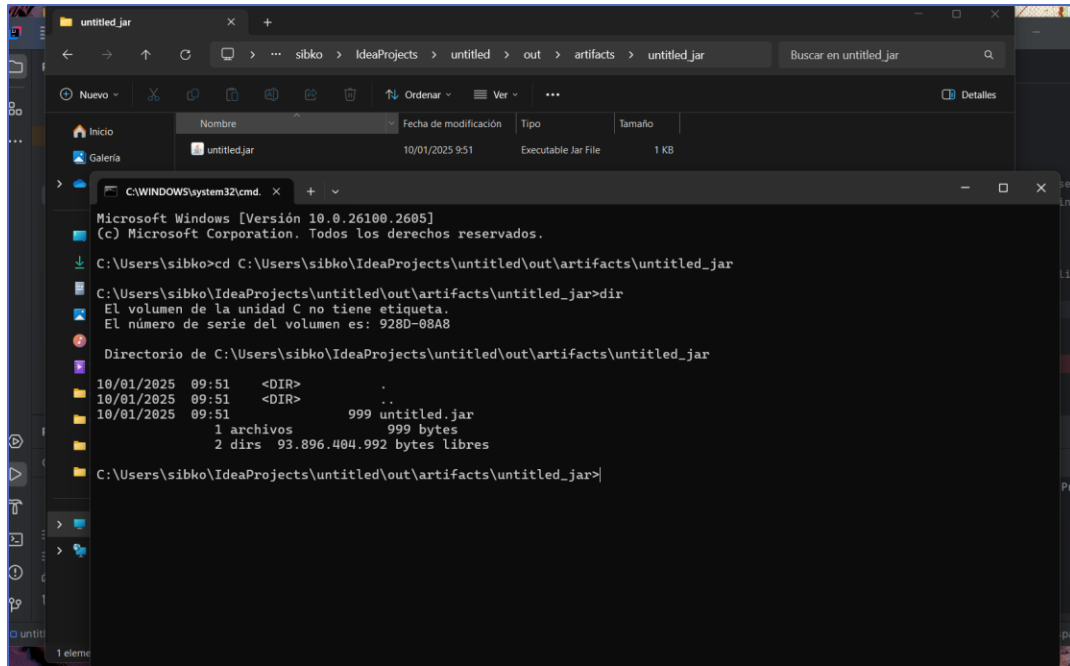 untitled_jar
sibko > IdeaProjects > untitled > out > artifacts > untitled_jar
Buscar en untitled_jar
Nuevo
Ordenar
Ver
Detalles
Inicio
Galería
Nombre
Fecha de modificación
Tipo
Tamaño
untitled.jar
10/01/2025 9:51
Executable Jar File
1 KB
C:\WINDOWS\system32\cmd.
Microsoft Windows [Versión 10.0.26100.2605]
(c) Microsoft Corporation. Todos los derechos reservados.
C:\Users\sibko>cd C:\Users\sibko\IdeaProjects\untitled\out\artifacts\untitled_jar
C:\Users\sibko\IdeaProjects\untitled\out\artifacts\untitled_jar>dir
El volumen de la unidad C no tiene etiqueta.
El número de serie del volumen es: 928D-08A8
Directorio de C:\Users\sibko\IdeaProjects\untitled\out\artifacts\untitled_jar
10/01/2025 09:51 <DIR> .
10/01/2025 09:51 <DIR> ..
10/01/2025 09:51 999 untitled.jar
1 archivos 999 bytes
2 dirs 93.896.404.992 bytes libres
C:\Users\sibko\IdeaProjects\untitled\out\artifacts\untitled_jar>